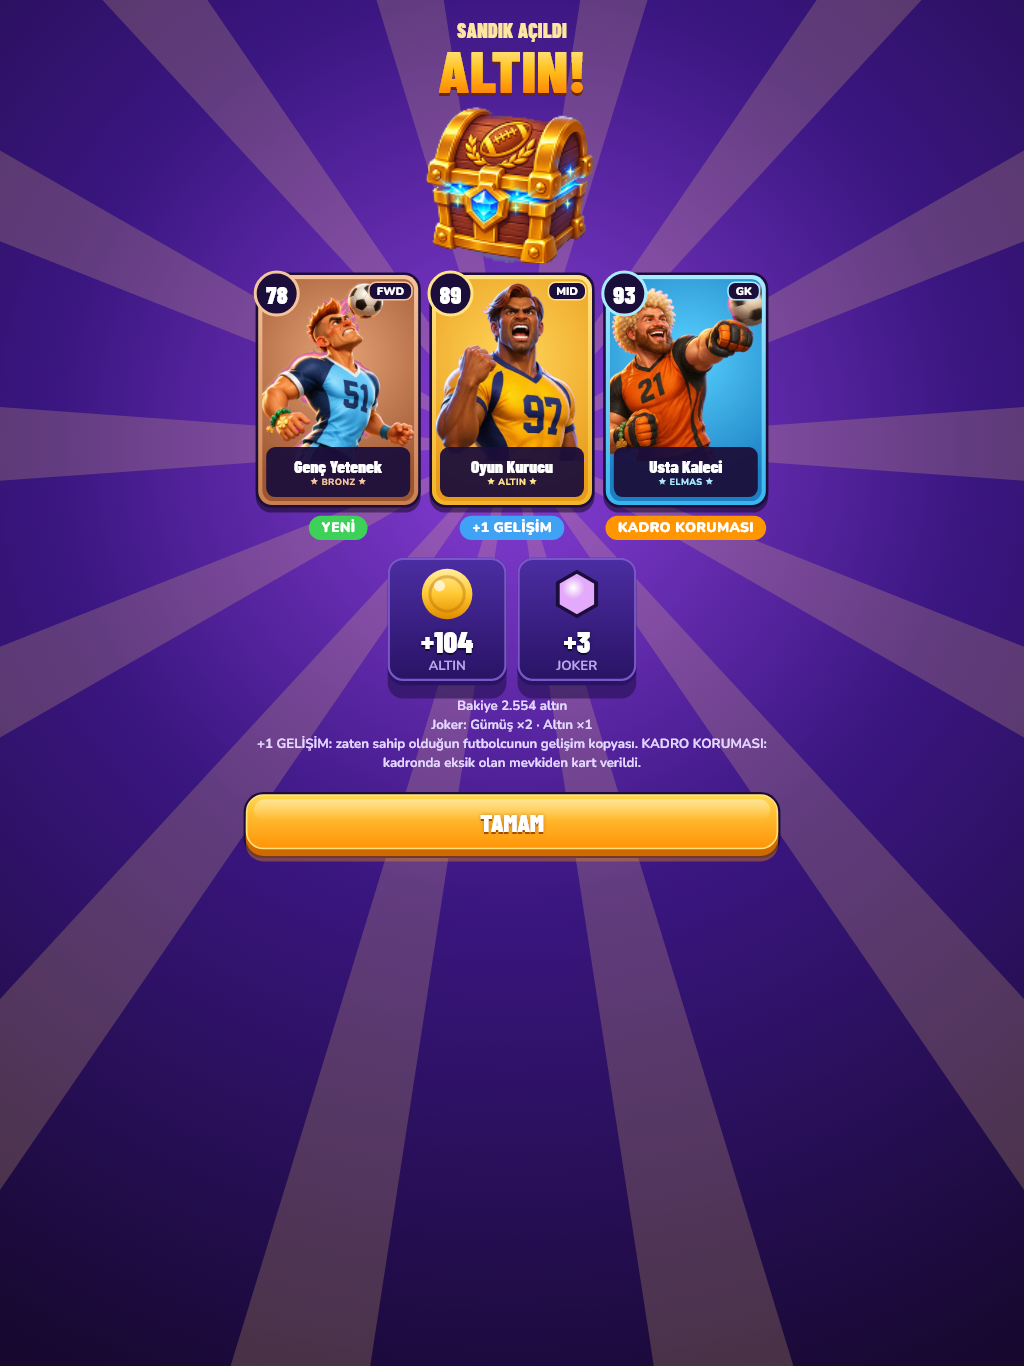 SANDIK AÇILDI
ALTIN!
78
FWD
51
Genç Yetenek
★ BRONZ ★
89
MID
97
Oyun Kurucu
★ ALTIN ★
93
GK
21
Usta Kaleci
★ ELMAS ★
YENİ
+1 GELİŞİM
KADRO KORUMASI
+104
ALTIN
+3
JOKER
Bakiye 2.554 altın
Joker: Gümüş ×2 · Altın ×1
+1 GELİŞİM: zaten sahip olduğun futbolcunun gelişim kopyası. KADRO KORUMASI:
kadronda eksik olan mevkiden kart verildi.
TAMAM